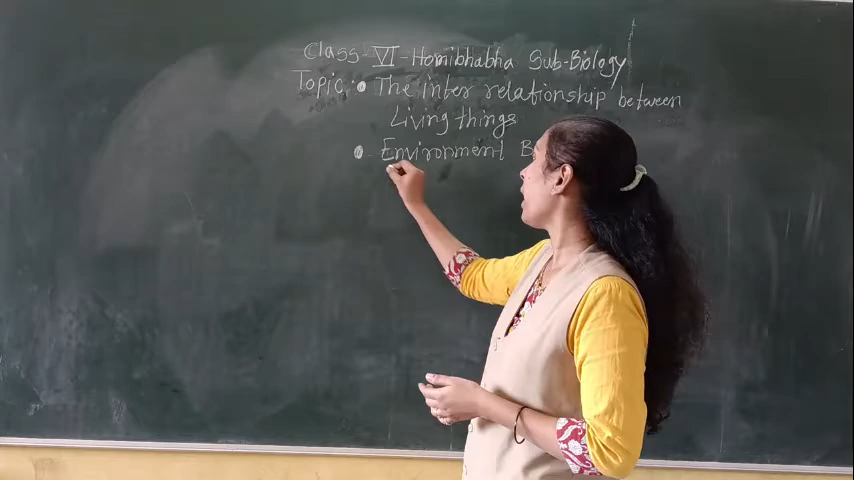 Class-VI-Homibhabha Sub-Biology
Topic:• The inter relationship between
Living things
• Environment